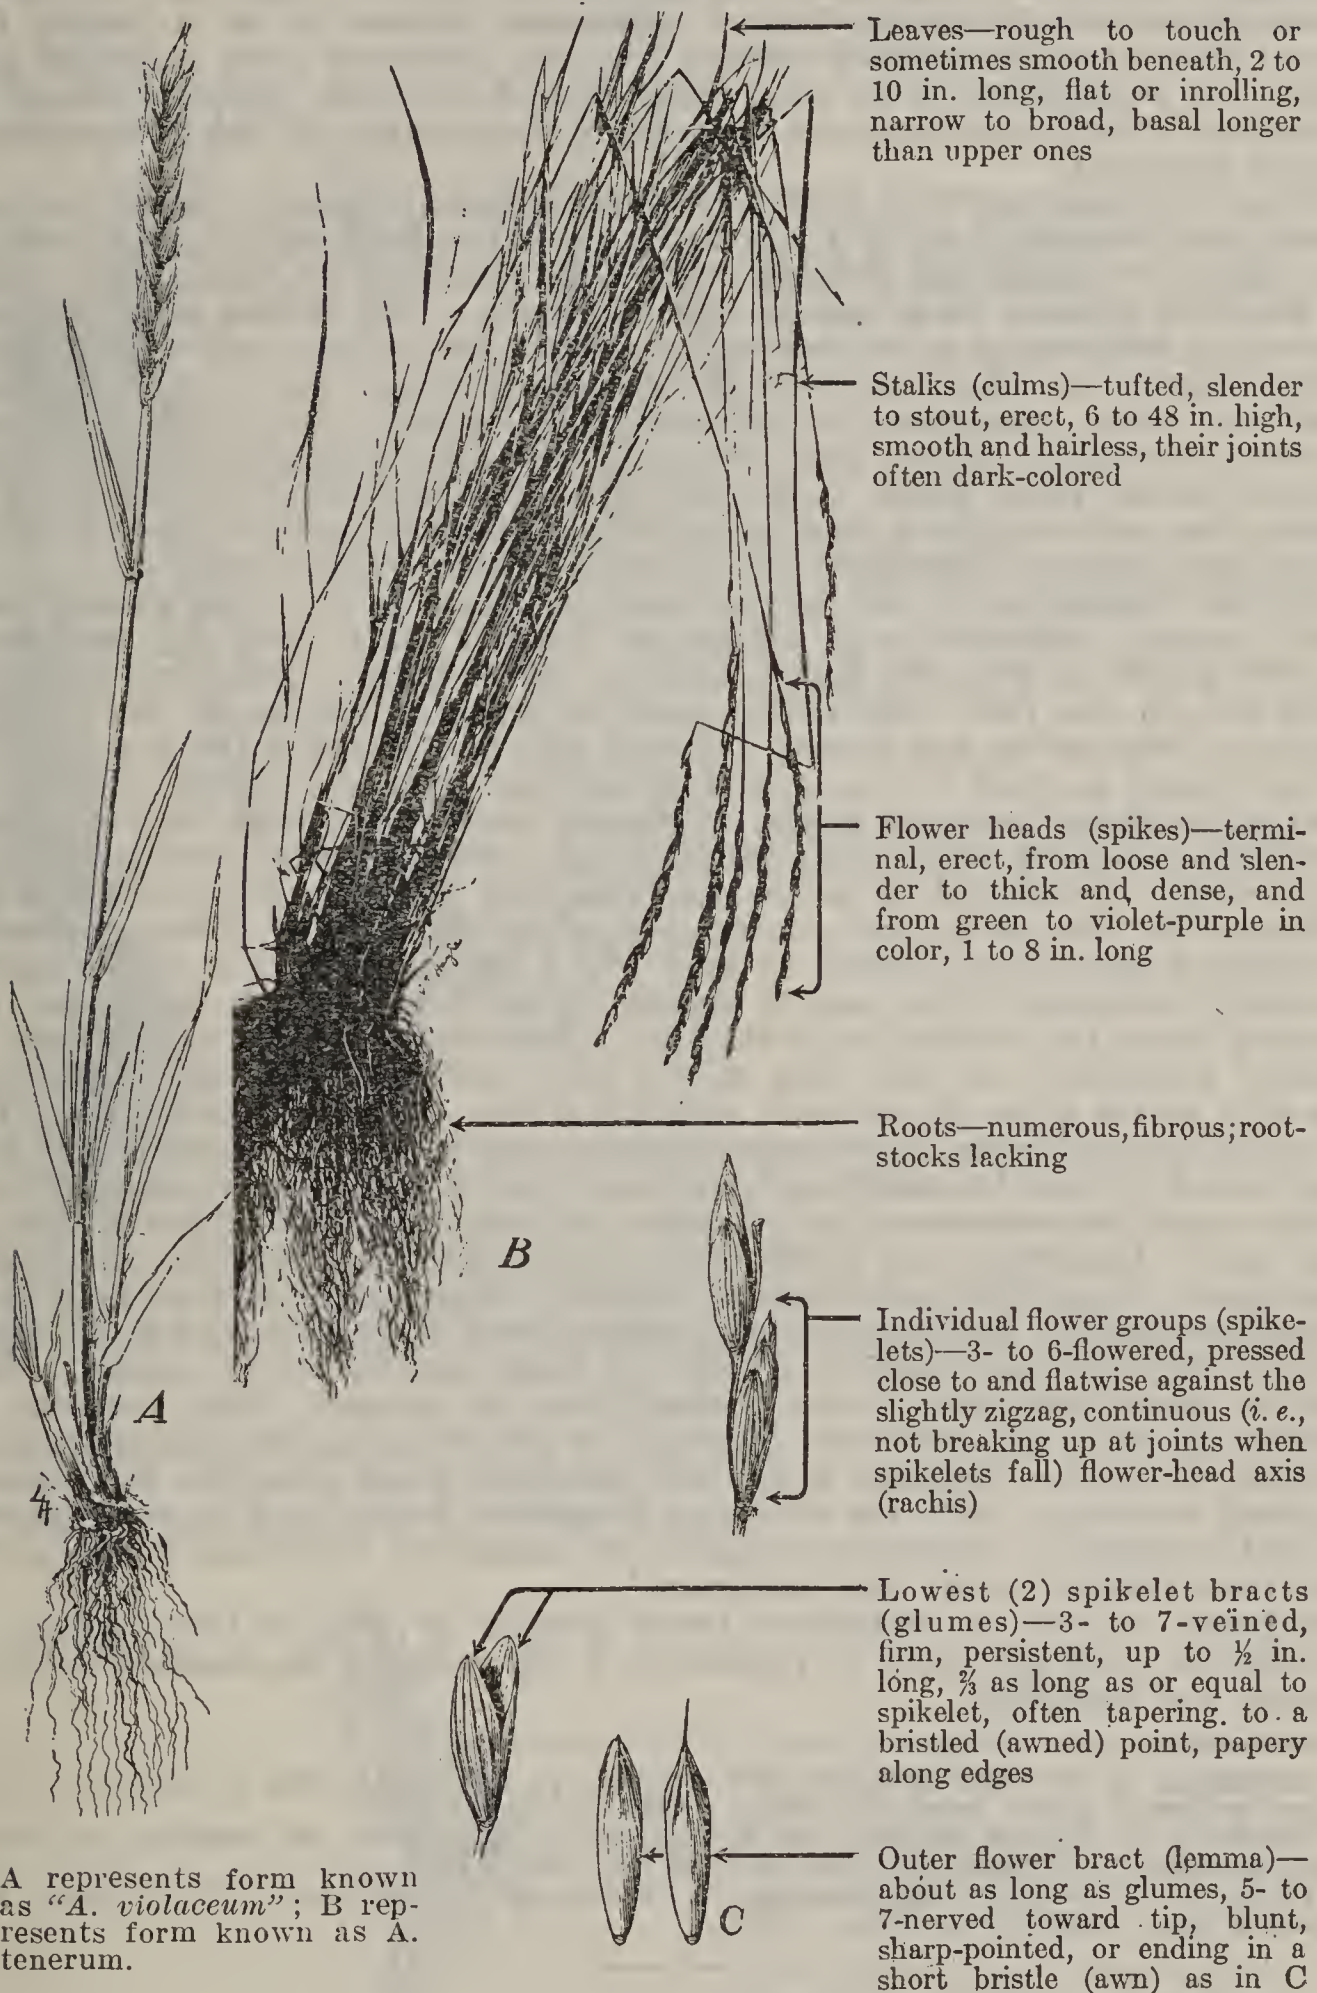 Leaves—rough to touch or
sometimes smooth beneath, 2 to
10 in. long, flat or inrolling,
narrow to broad, basal longer
than upper ones
Stalks (culms)—tufted, slender
to stout, erect, 6 to 48 in. high,
smooth and hairless, their joints
often dark-colored
Flower heads (spikes)—termi-
nal, erect, from loose and slen-
der to thick and dense, and
from green to violet-purple in
color, 1 to 8 in. long
Roots—numerous, fibrous; root-
stocks lacking
B
Individual flower groups (spike-
lets)—3- to 6-flowered, pressed
close to and flatwise against the
slightly zigzag, continuous (i. e.,
not breaking up at joints when
spikelets fall) flower-head axis
(rachis)
A
Lowest (2) spikelet bracts
(glumes)—3- to 7-veined,
firm, persistent, up to ½ in.
long, ⅔ as long as or equal to
spikelet, often tapering to a
bristled (awned) point, papery
along edges
Outer flower bract (lemma)—
about as long as glumes, 5- to
7-nerved toward tip, blunt,
sharp-pointed, or ending in a
short bristle (awn) as in C
C
A represents form known
as "A. violaceum"; B rep-
resents form known as A.
tenerum.